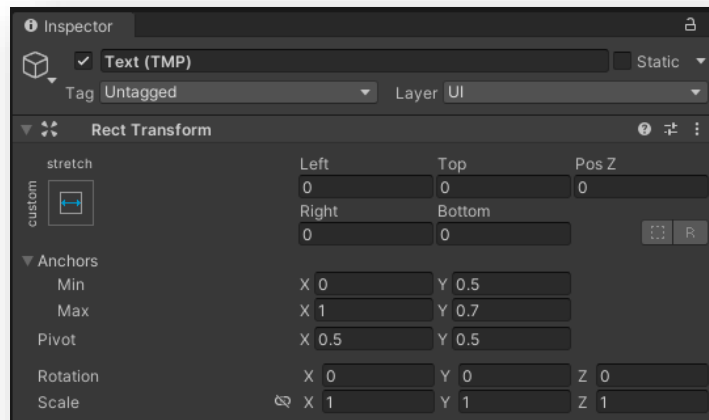 Inspector
Text (TMP) Static
Tag Untagged Layer UI
Rect Transform
stretch Left Top Pos Z
custom 0 0 0
Right Bottom
0 0 R
Anchors
Min X 0 Y 0.5
Max X 1 Y 0.7
Pivot X 0.5 Y 0.5
Rotation X 0 Y 0 Z 0
Scale X 1 Y 1 Z 1